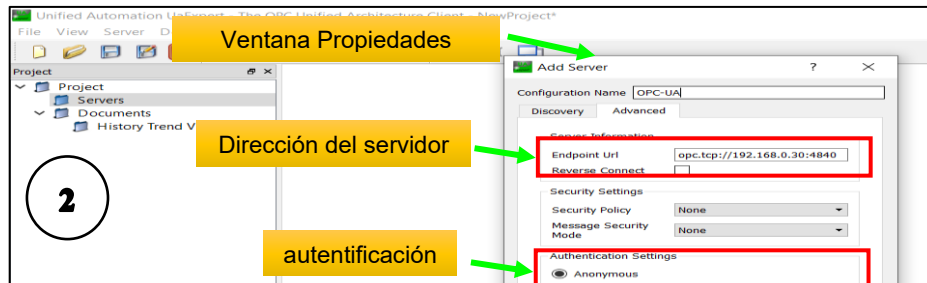 Unified Automation UaExpert - The OPC Unified Architecture Client - NewProject*
File View Server D
Ventana Propiedades
Project
Add Server ? ×
Project
Servers
Documents
History Trend V
Configuration Name OPC-UA
Discovery Advanced
Server Information
Dirección del servidor
Endpoint Url opc.tcp://192.168.0.30:4840
Reverse Connect
2
Security Settings
Security Policy None
Message Security Mode None
autentificación
Authentication Settings
Anonymous